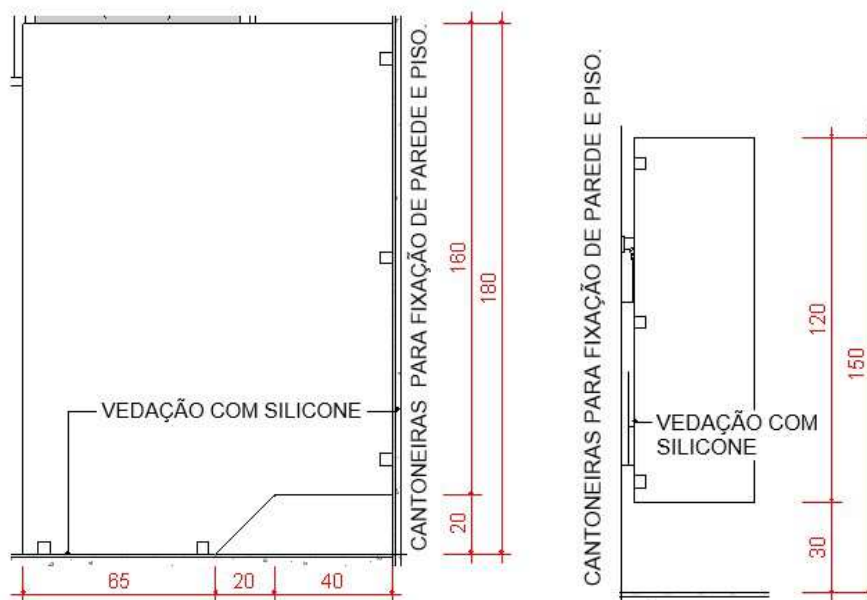 CANTONEIRAS PARA FIXAÇÃO DE PAREDE E PISO.
160
180
VEDAÇÃO COM SILICONE
20
65
20
40
CANTONEIRAS PARA FIXAÇÃO DE PAREDE E PISO.
120
150
VEDAÇÃO COM
SILICONE
30